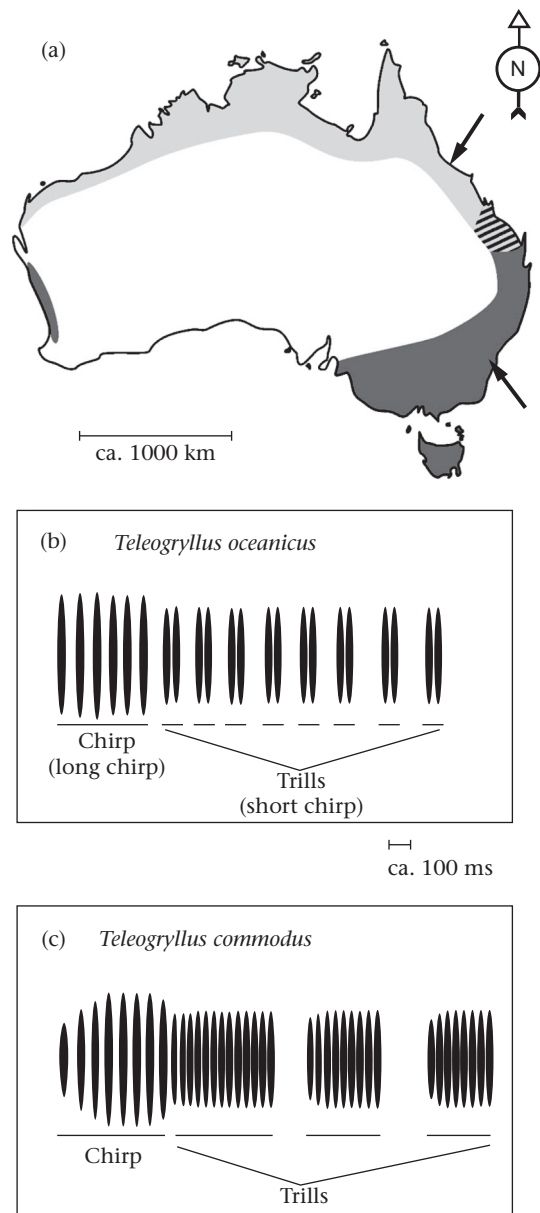 (a)
N
ca. 1000 km
(b) Teleogryllus oceanicus
Chirp
(long chirp)
Trills
(short chirp)
ca. 100 ms
(c) Teleogryllus commodus
Chirp
Trills